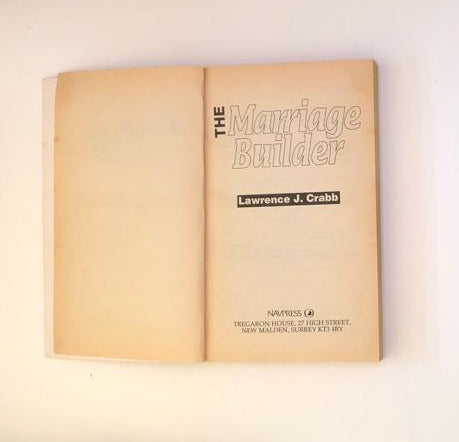 THE
Marriage
Builder
Lawrence J. Crabb
NAVPRESS
TREGARON HOUSE, 27 HIGH STREET,
NEW MALDEN, SURREY KT3 4BY